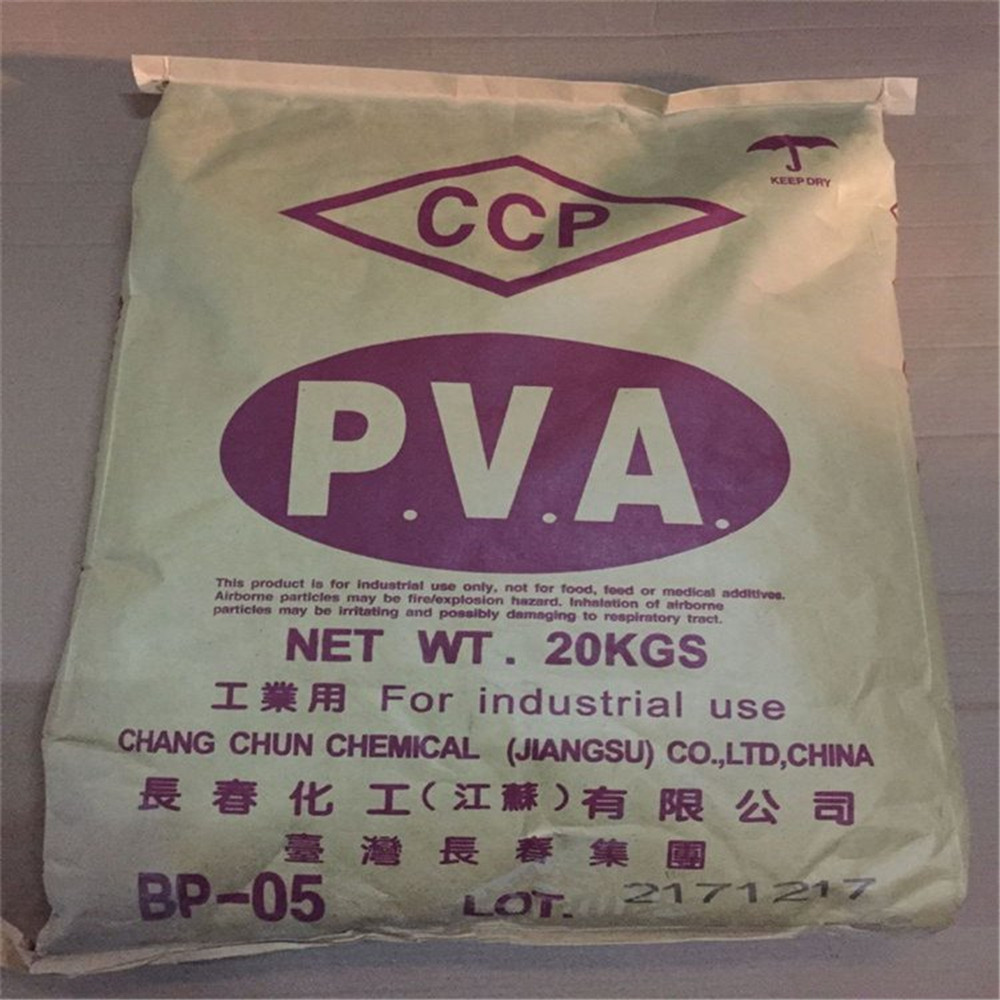 KEEP DRY
CCP
P.V.A.
This product is for industrial use only, not for food, feed or medical additives.
Airborne particles may be fire/explosion hazard. Inhalation of airborne
particles may be irritating and possibly damaging to respiratory tract.
NET WT. 20KGS
工業用 For industrial use
CHANG CHUN CHEMICAL (JIANGSU) CO.,LTD,CHINA
長春化工(江蘇)有限公司
臺灣長春集團
BP-05 LOT. 2171217